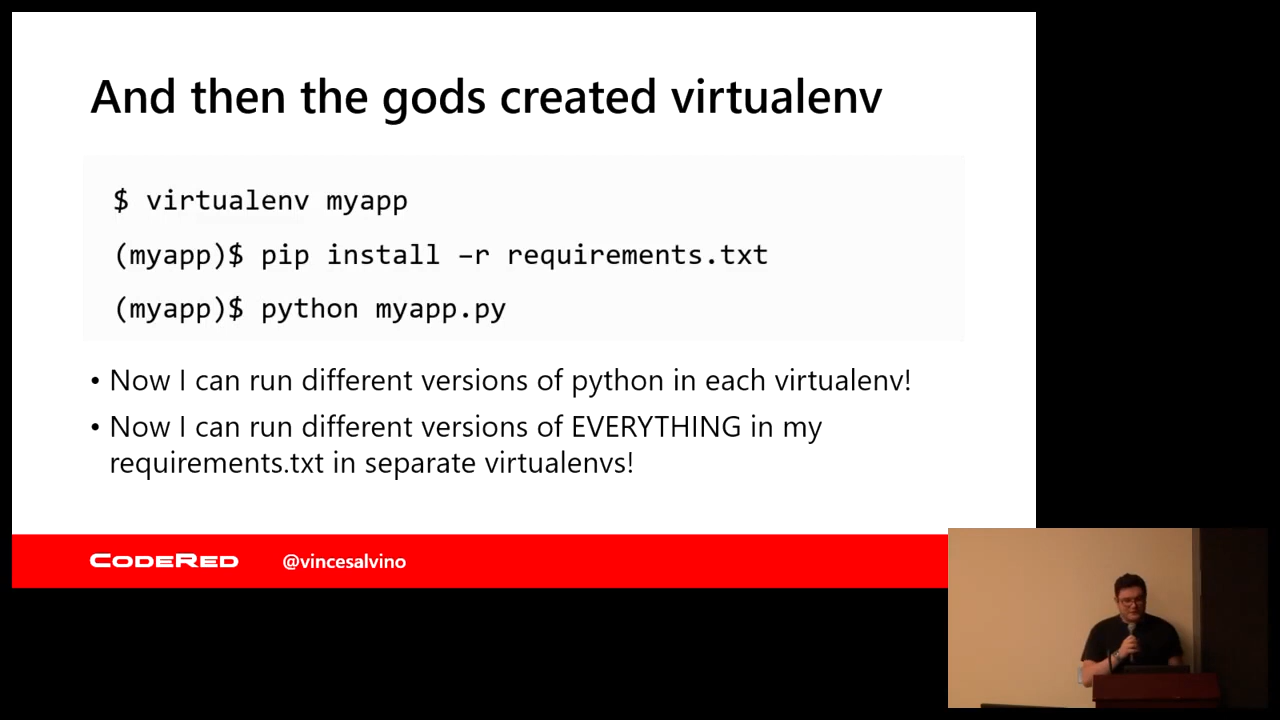 And then the gods created virtualenv
$ virtualenv myapp
(myapp)$ pip install –r requirements.txt
(myapp)$ python myapp.py
• Now I can run different versions of python in each virtualenv!
• Now I can run different versions of EVERYTHING in my
requirements.txt in separate virtualenvs!
CODERED @vincesalvino